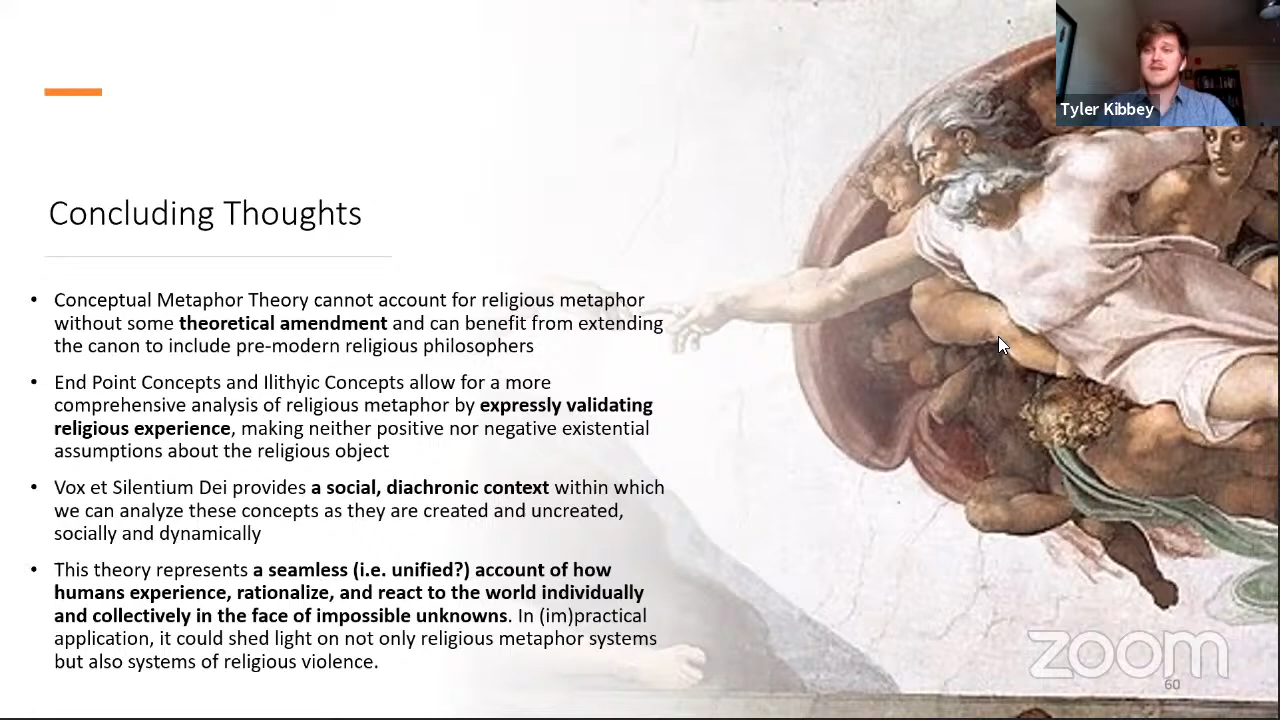 Tyler Kibbey
Concluding Thoughts
• Conceptual Metaphor Theory cannot account for religious metaphor
without some theoretical amendment and can benefit from extending
the canon to include pre-modern religious philosophers
• End Point Concepts and Ilithyic Concepts allow for a more
comprehensive analysis of religious metaphor by expressly validating
religious experience, making neither positive nor negative existential
assumptions about the religious object
• Vox et Silentium Dei provides a social, diachronic context within which
we can analyze these concepts as they are created and uncreated,
socially and dynamically
• This theory represents a seamless (i.e. unified?) account of how
humans experience, rationalize, and react to the world individually
and collectively in the face of impossible unknowns. In (im)practical
application, it could shed light on not only religious metaphor systems
but also systems of religious violence.
zoom
60